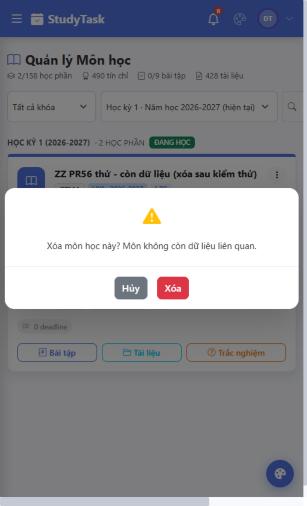 StudyTask
DT
Quản lý Môn học
2/158 học phần 490 tín chỉ 0/9 bài tập 428 tài liệu
Tất cả khóa
Học kỳ 1 - Năm học 2026-2027 (hiện tại)
HỌC KỲ 1 (2026-2027) · 2 HỌC PHẦN ĐANG HỌC
ZZ PR56 thử - còn dữ liệu (xóa sau kiểm thử)
Xóa môn học này? Môn không còn dữ liệu liên quan.
Hủy Xóa
0 deadline
Bài tập Tài liệu Trắc nghiệm